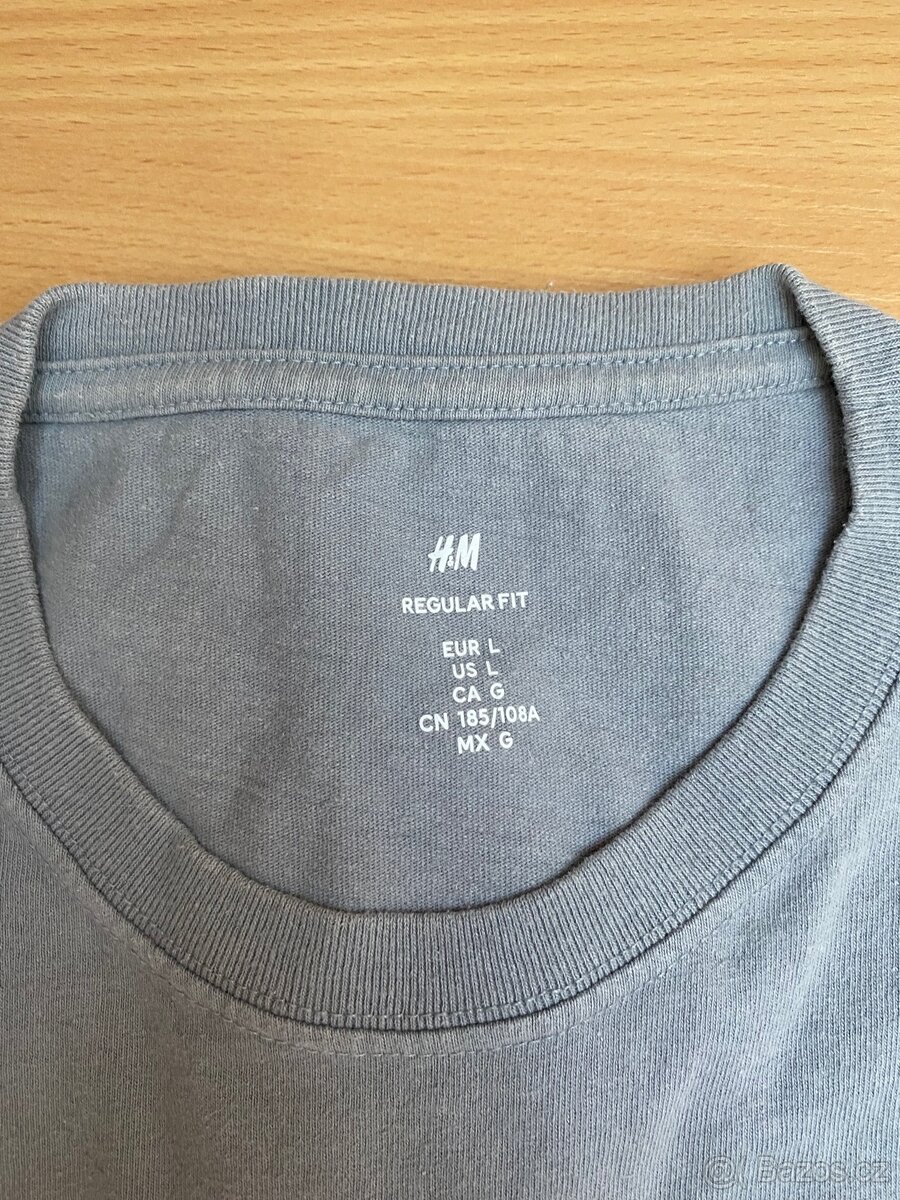 H&M
REGULAR FIT
EUR L
US L
CA G
CN 185/108A
MX G
Bazos.cz